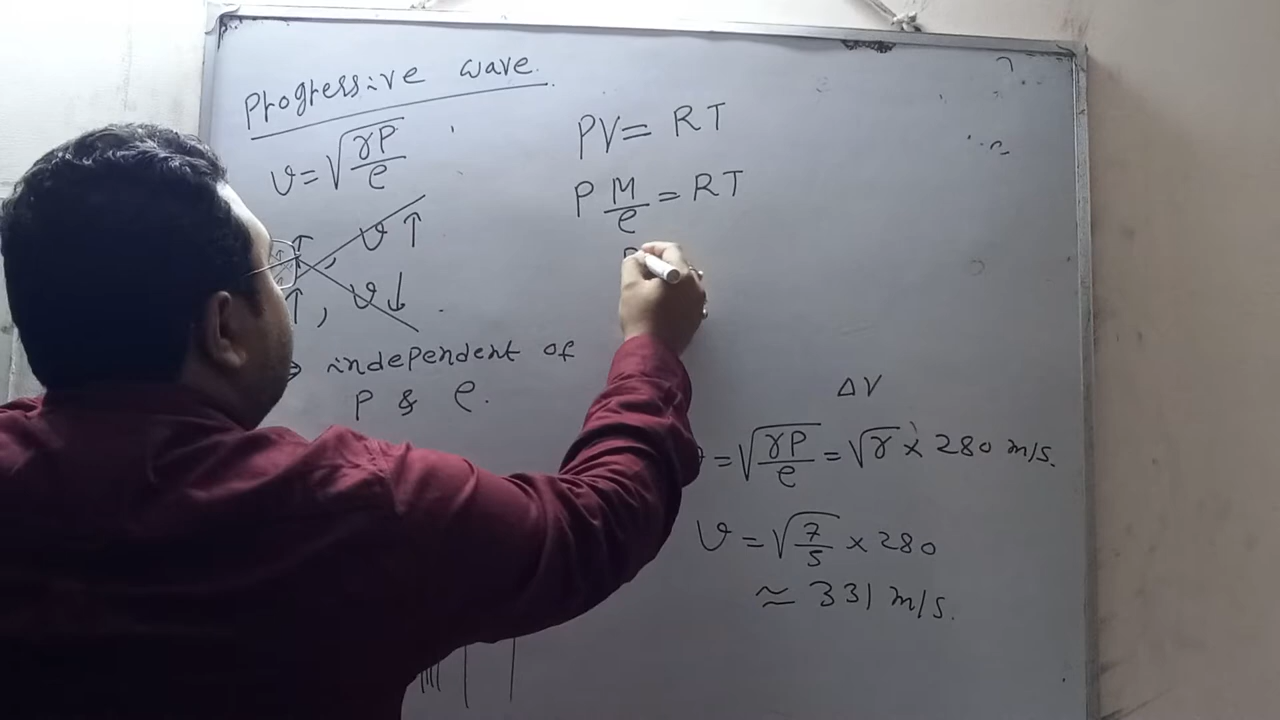 Progressive wave.
υ = √(γP/ρ)
υ ↑
↑, υ ↓
independent of
P & ρ.
PV = RT
P M/ρ = RT
ΔV
= √(γP/ρ) = √γ × 280 m/s.
υ = √(7/5) × 280
≈ 331 m/s.